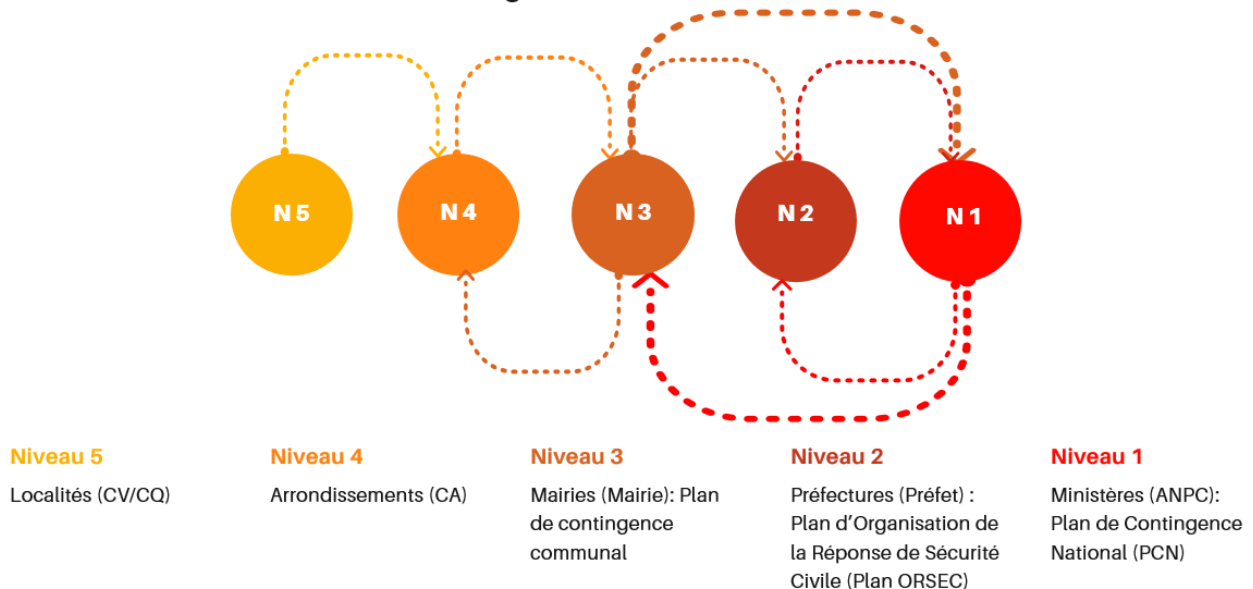 N 5
N 4
N 3
N 2
N 1
Niveau 5
Localités (CV/CQ)
Niveau 4
Arrondissements (CA)
Niveau 3
Mairies (Mairie): Plan
de contingence
communal
Niveau 2
Préfectures (Préfet) :
Plan d'Organisation de
la Réponse de Sécurité
Civile (Plan ORSEC)
Niveau 1
Ministères (ANPC):
Plan de Contingence
National (PCN)